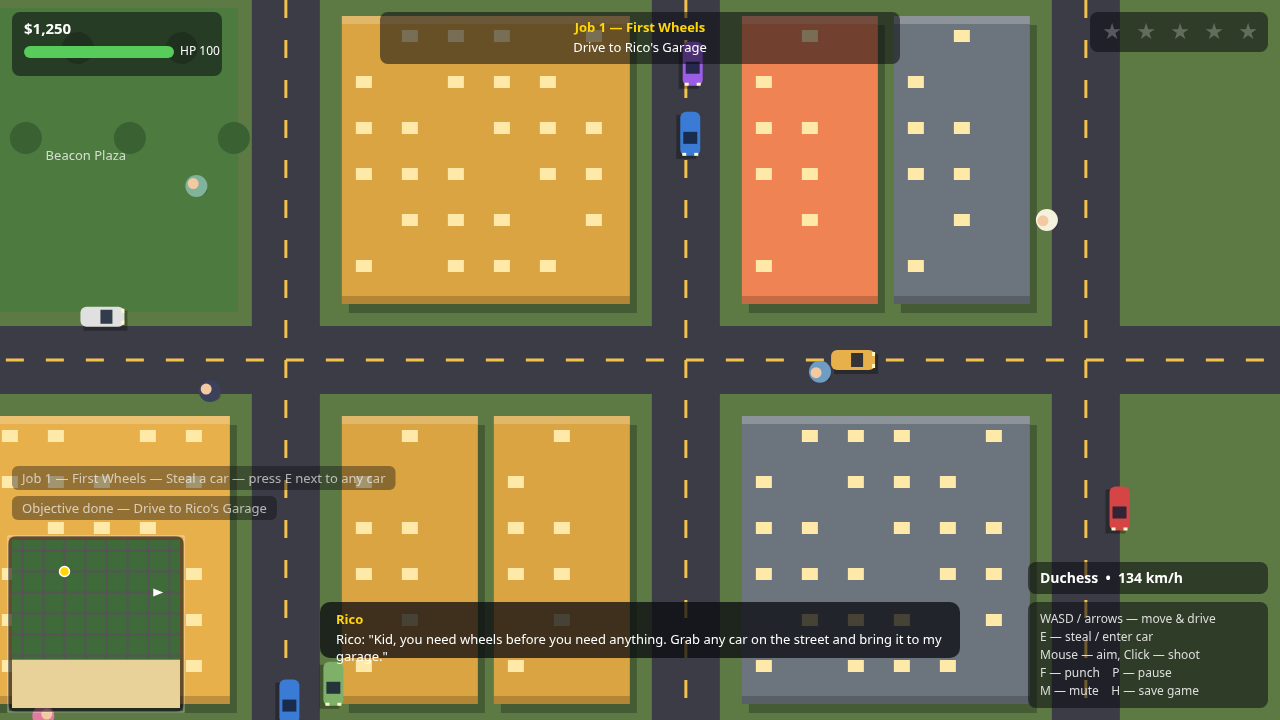 $1,250
HP 100
Job 1 — First Wheels
Drive to Rico's Garage
★ ★ ★ ★ ★
Beacon Plaza
Job 1 — First Wheels — Steal a car — press E next to any car
Objective done — Drive to Rico's Garage
Rico
Rico: "Kid, you need wheels before you need anything. Grab any car on the street and bring it to my
garage."
Duchess • 134 km/h
WASD / arrows — move & drive
E — steal / enter car
Mouse — aim, Click — shoot
F — punch P — pause
M — mute H — save game